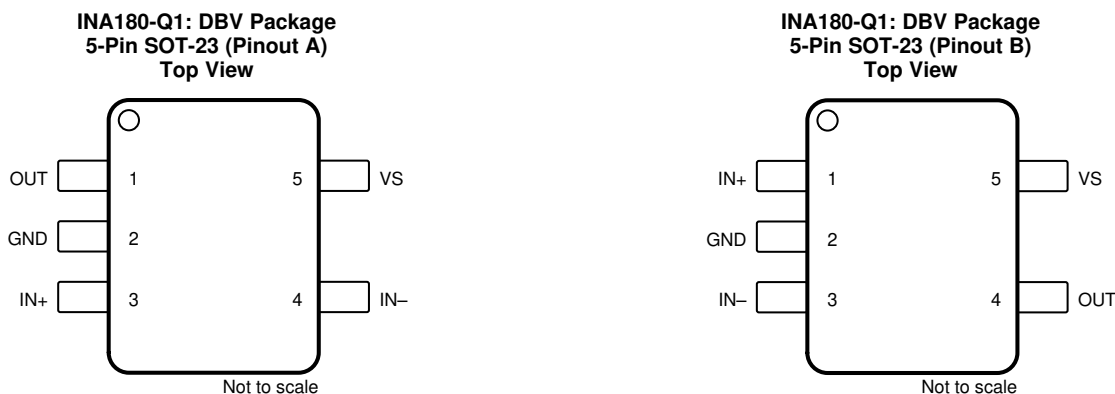 INA180-Q1: DBV Package
5-Pin SOT-23 (Pinout A)
Top View
OUT 1 5 VS
GND 2
IN+ 3 4 IN–
Not to scale
INA180-Q1: DBV Package
5-Pin SOT-23 (Pinout B)
Top View
IN+ 1 5 VS
GND 2
IN– 3 4 OUT
Not to scale